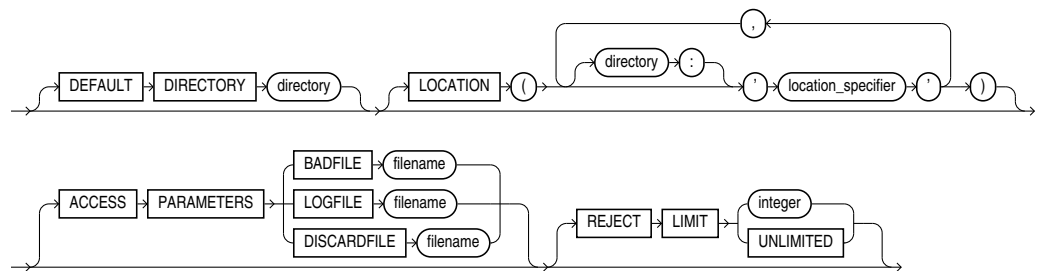 ,
directory :
DEFAULT DIRECTORY directory LOCATION ( ' location_specifier ' )
BADFILE filename
ACCESS PARAMETERS LOGFILE filename
DISCARDFILE filename
integer
REJECT LIMIT
UNLIMITED